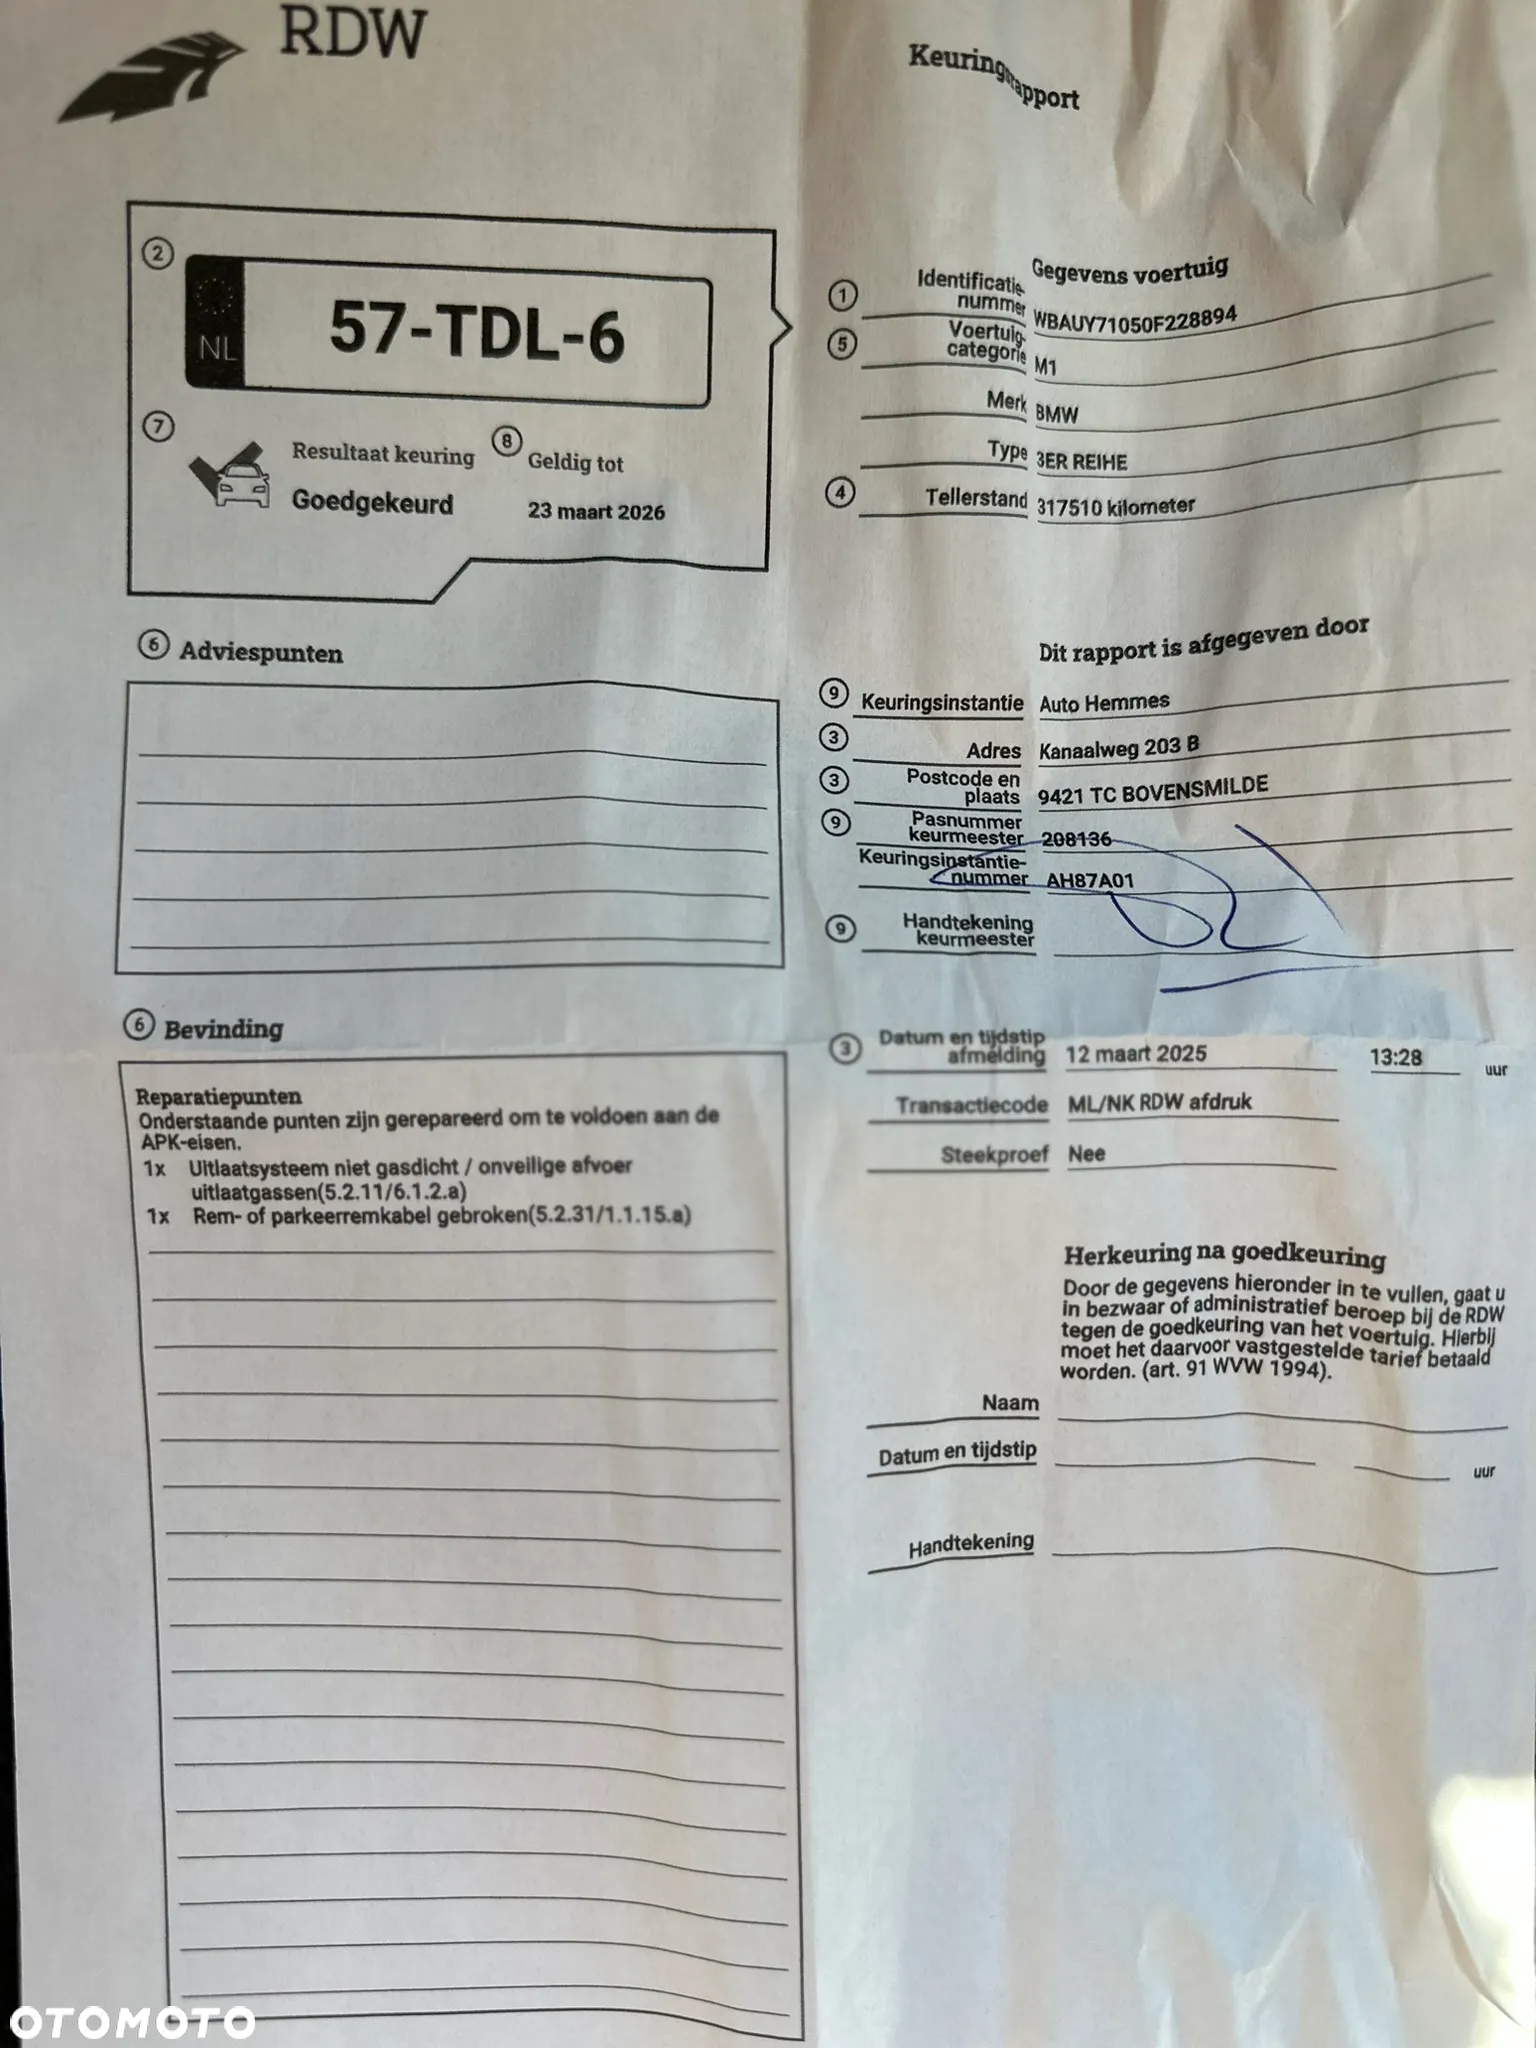 RDW
Keuringsrapport
2
NL
57-TDL-6
7
Resultaat keuring
Goedgekeurd
8
Geldig tot
23 maart 2026
Gegevens voertuig
1 Identificatie-
nummer WBAUY71050F228894
5 Voertuig-
categorie M1
Merk BMW
Type 3ER REIHE
4 Tellerstand 317510 kilometer
6 Adviespunten
Dit rapport is afgegeven door
9 Keuringsinstantie Auto Hemmes
3 Adres Kanaalweg 203 B
3 Postcode en
plaats 9421 TC BOVENSMILDE
9 Pasnummer
keurmeester 208136
Keuringsinstantie-
nummer AH87A01
9 Handtekening
keurmeester
6 Bevinding
Reparatiepunten
Onderstaande punten zijn gerepareerd om te voldoen aan de
APK-eisen.
1x Uitlaatsysteem niet gasdicht / onveilige afvoer
uitlaatgassen(5.2.11/6.1.2.a)
1x Rem- of parkeerremkabel gebroken(5.2.31/1.1.15.a)
3 Datum en tijdstip
afmelding 12 maart 2025 13:28 uur
Transactiecode ML/NK RDW afdruk
Steekproef Nee
Herkeuring na goedkeuring
Door de gegevens hieronder in te vullen, gaat u
in bezwaar of administratief beroep bij de RDW
tegen de goedkeuring van het voertuig. Hierbij
moet het daarvoor vastgestelde tarief betaald
worden. (art. 91 WVW 1994).
Naam
Datum en tijdstip uur
Handtekening
OTOMOTO